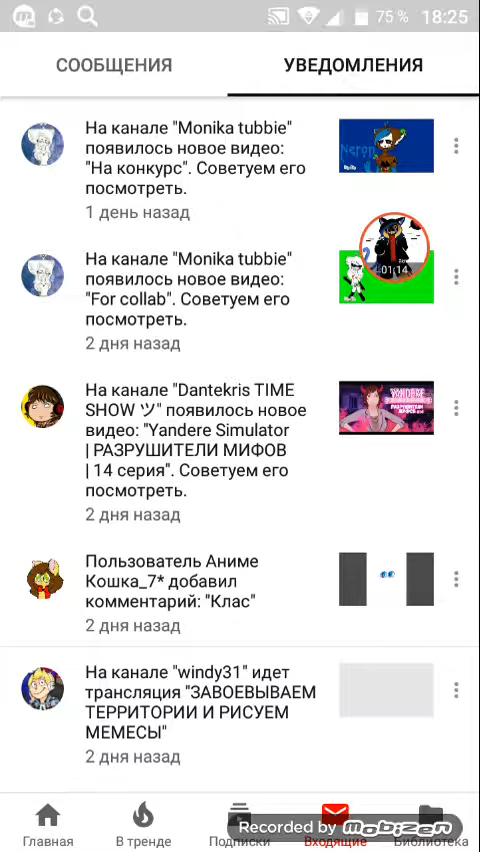 75 % 18:25
СООБЩЕНИЯ УВЕДОМЛЕНИЯ
На канале "Monika tubbie"
появилось новое видео:
"На конкурс". Советуем его
посмотреть.
1 день назад
Neron
На канале "Monika tubbie"
появилось новое видео:
"For collab". Советуем его
посмотреть.
2 дня назад
01:14
На канале "Dantekris TIME
SHOW ツ" появилось новое
видео: "Yandere Simulator
| РАЗРУШИТЕЛИ МИФОВ
| 14 серия". Советуем его
посмотреть.
2 дня назад
YANDERE
РАЗРУШИТЕЛИ
Пользователь Аниме
Кошка_7* добавил
комментарий: "Клас"
2 дня назад
На канале "windy31" идет
трансляция "ЗАВОЕВЫВАЕМ
ТЕРРИТОРИИ И РИСУЕМ
МЕМЕСЫ"
2 дня назад
Recorded by Mobizen
Главная В тренде Подписки Входящие Библиотека